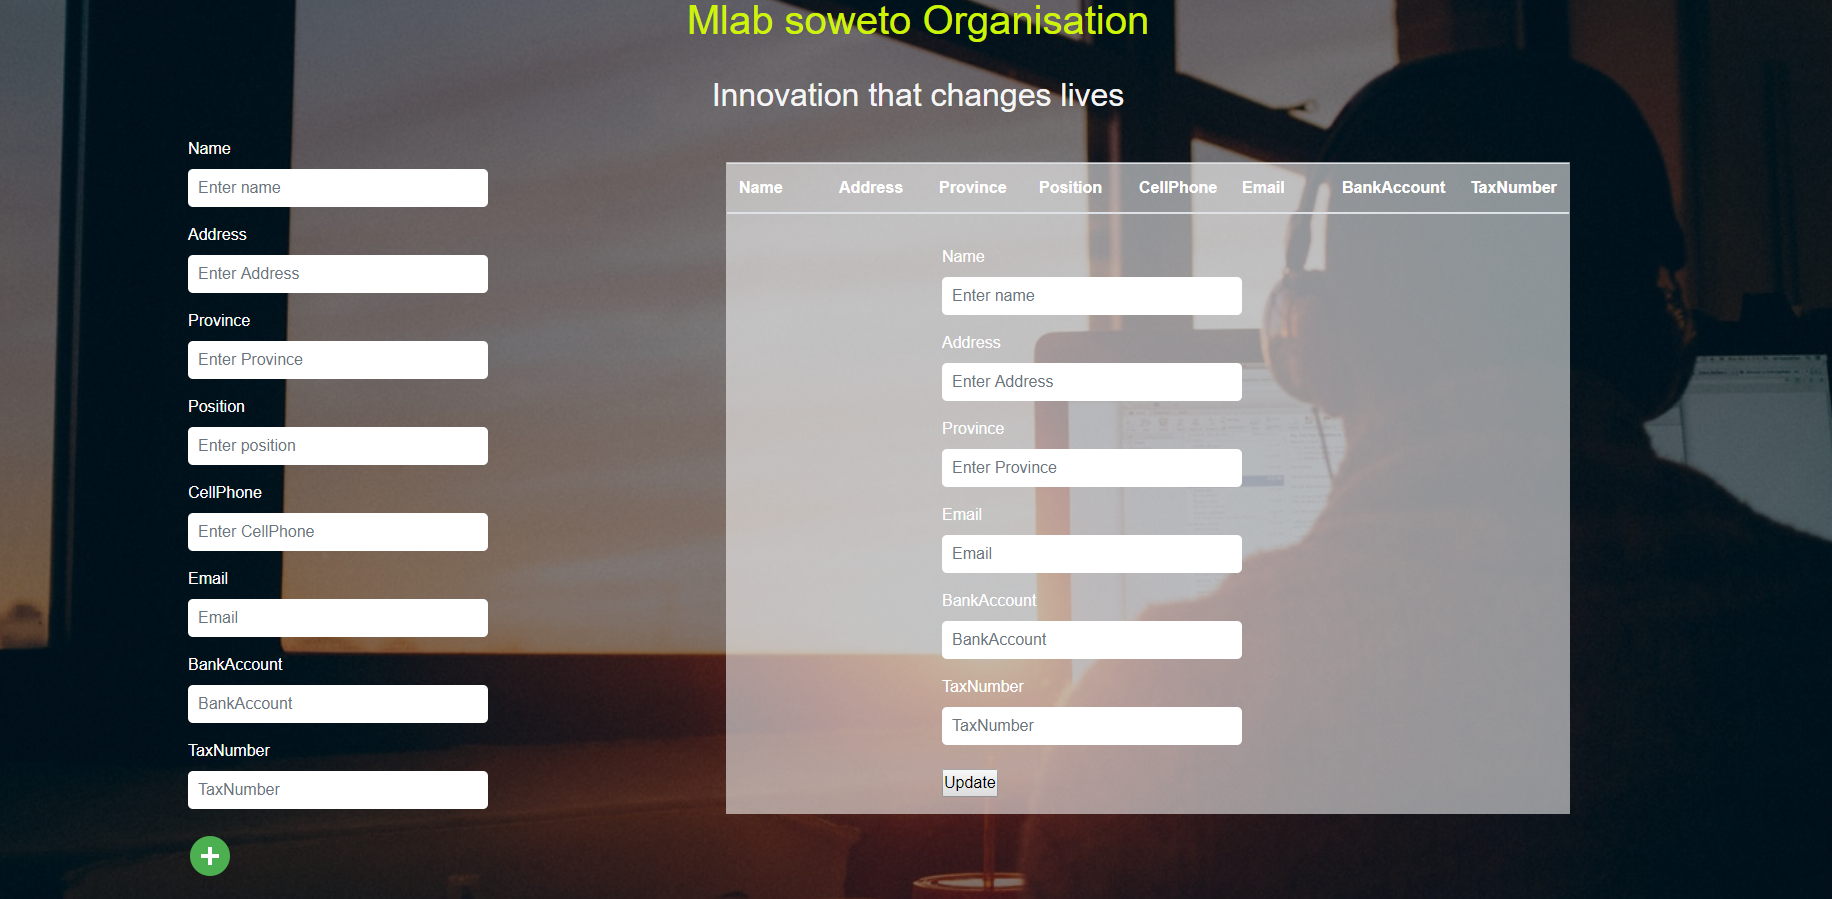 Mlab soweto Organisation
Innovation that changes lives
Name
Enter name
Address
Enter Address
Province
Enter Province
Position
Enter position
CellPhone
Enter CellPhone
Email
Email
BankAccount
BankAccount
TaxNumber
TaxNumber
Name Address Province Position CellPhone Email BankAccount TaxNumber
Name
Enter name
Address
Enter Address
Province
Enter Province
Email
Email
BankAccount
BankAccount
TaxNumber
TaxNumber
Update